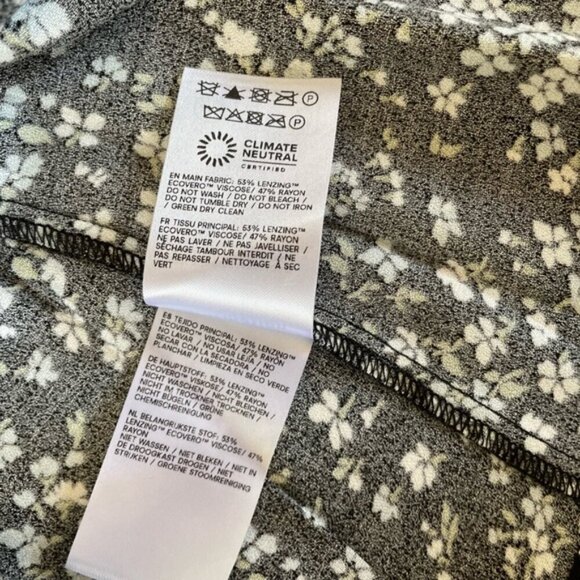 P
P
CLIMATE
NEUTRAL
CERTIFIED
EN MAIN FABRIC: 53% LENZING™
ECOVERO™ VISCOSE/ 47% RAYON
DO NOT WASH / DO NOT BLEACH /
DO NOT TUMBLE DRY / DO NOT IRON
/ GREEN DRY CLEAN
FR TISSU PRINCIPAL: 53% LENZING™
ECOVERO™ VISCOSE/ 47% RAYON
NE PAS LAVER / NE PAS JAVELLISER /
SÉCHAGE TAMBOUR INTERDIT / NE
PAS REPASSER / NETTOYAGE À SEC
VERT
ES TEJIDO PRINCIPAL: 53% LENZING™
ECOVERO™ VISCOSE/ 47% RAYON
NO LAVAR / NO USAR LEJÍA / NO
SECAR CON LA SECADORA / NO
PLANCHAR / LIMPIAR EN SECO VERDE
DE HAUPTSTOFF: 53% LENZING™
ECOVERO™ VISCOSE/ 47% RAYON
NICHT WASCHEN / NICHT BLEICHEN /
NICHT IM TROCKNER TROCKNEN /
NICHT BÜGELN / GRÜNE
CHEMISCHREINIGUNG
NL BELANGRIJKSTE STOF: 53%
LENZING™ ECOVERO™ VISCOSE/ 47%
RAYON
NIET WASSEN / NIET BLEKEN / NIET IN
DE DROOGKAST DROGEN / NIET
STRIJKEN / GROENE STOOMREINIGING